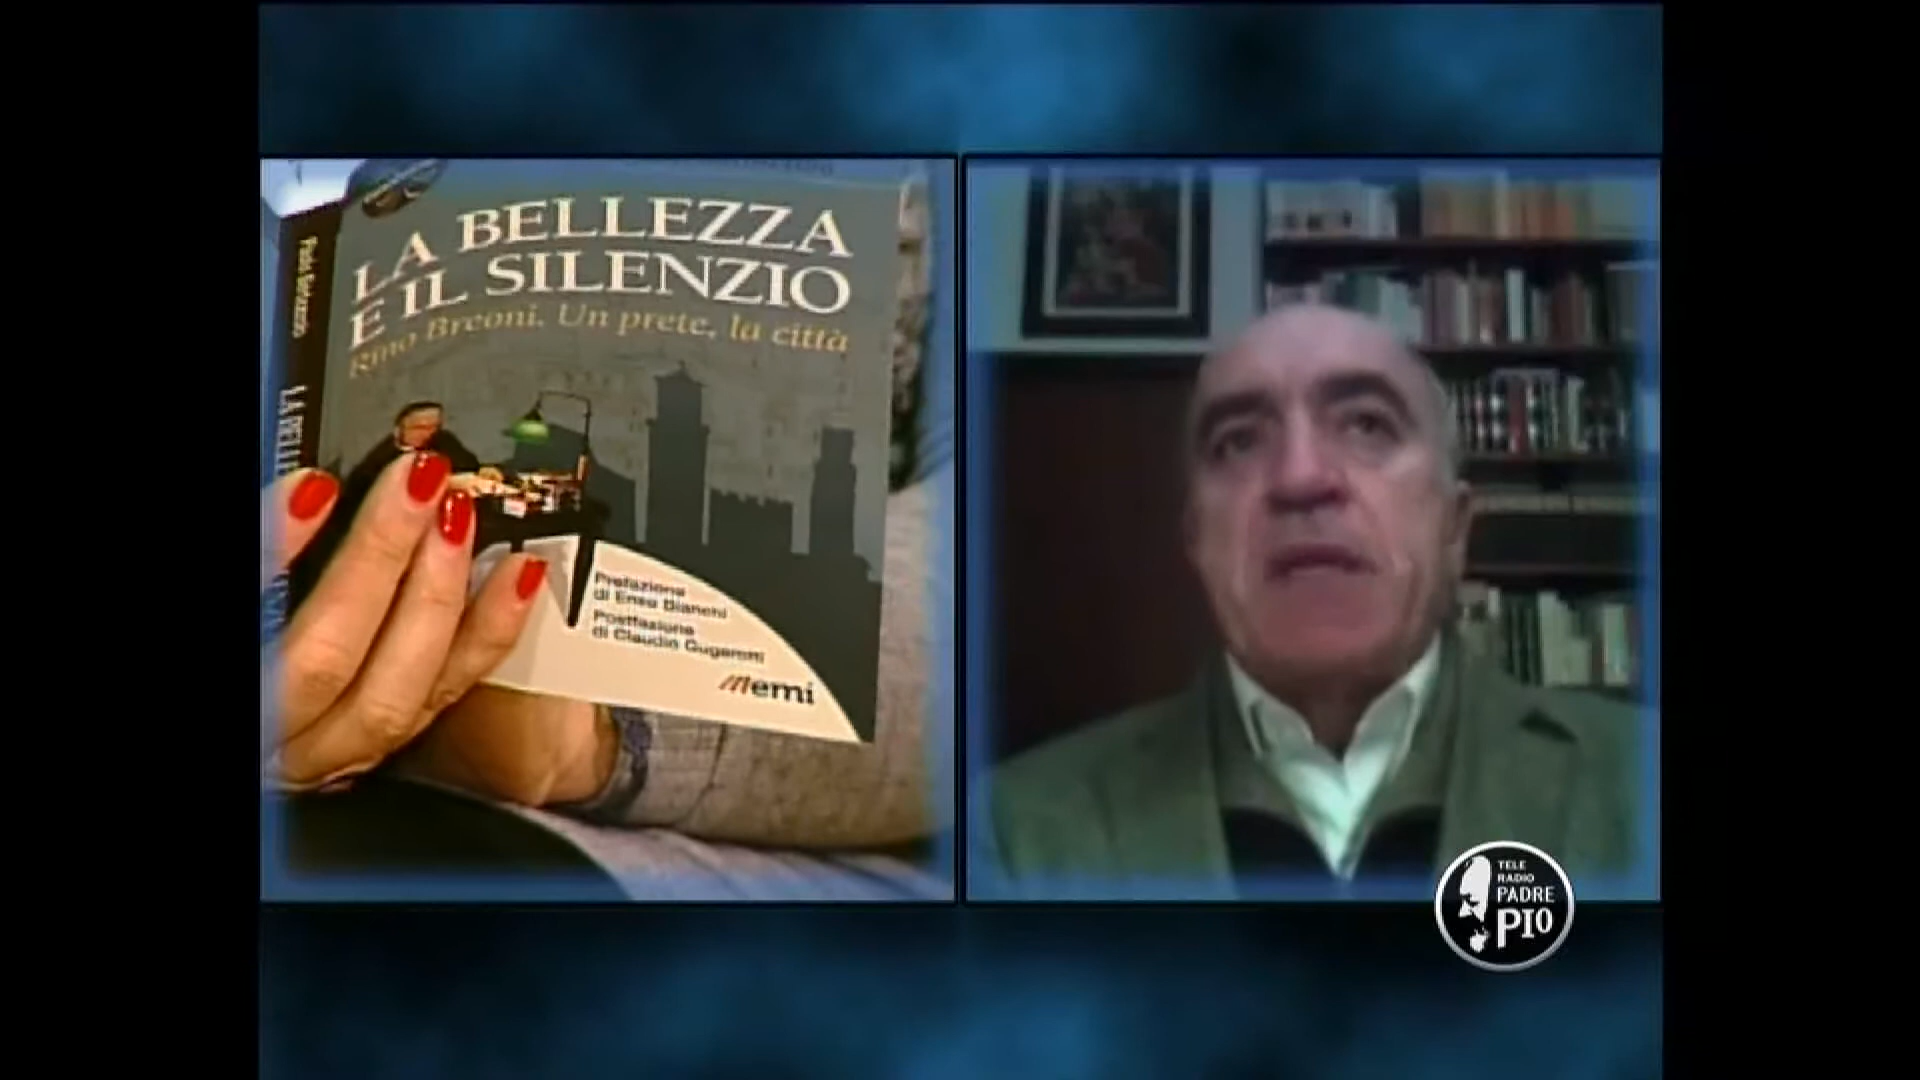 LA BELLEZZA
E IL SILENZIO
Rino Breoni. Un prete, la città
Prefazione
di Enzo Bianchi
Postfazione
di Claudio Gugerotti
emi
TELE
RADIO
PADRE
PIO